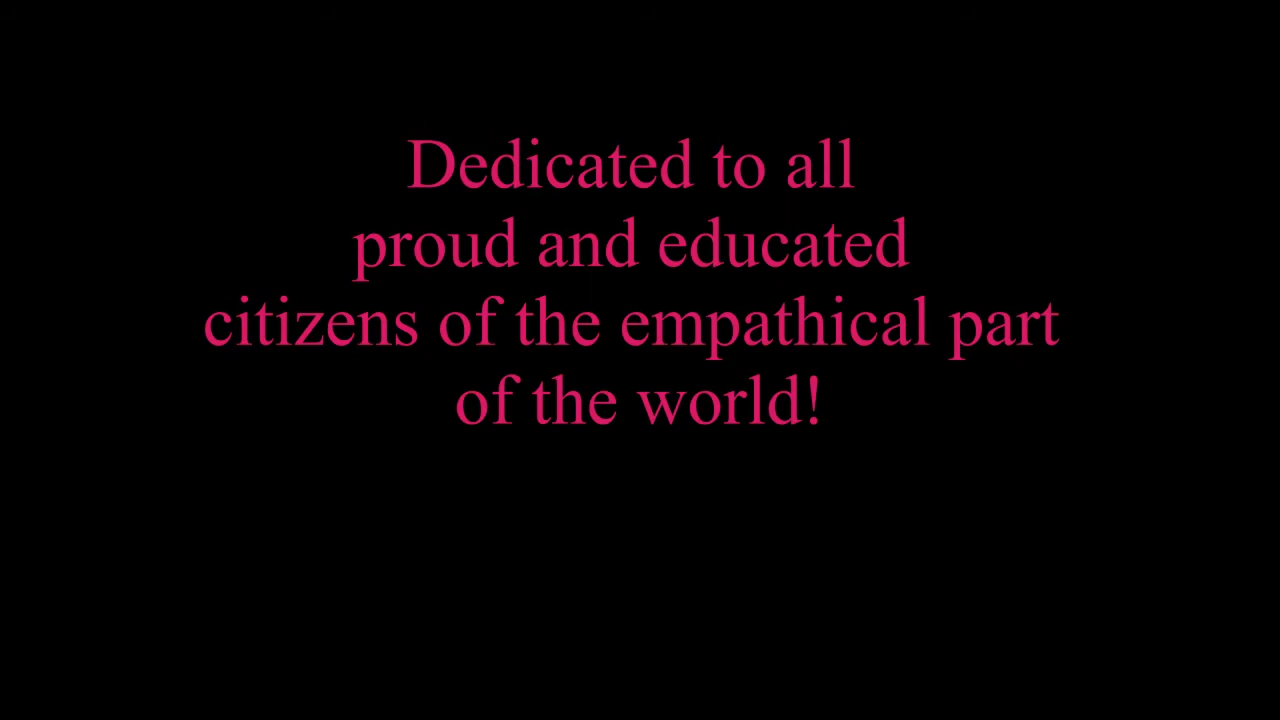 Dedicated to all
proud and educated
citizens of the empathical part
of the world!